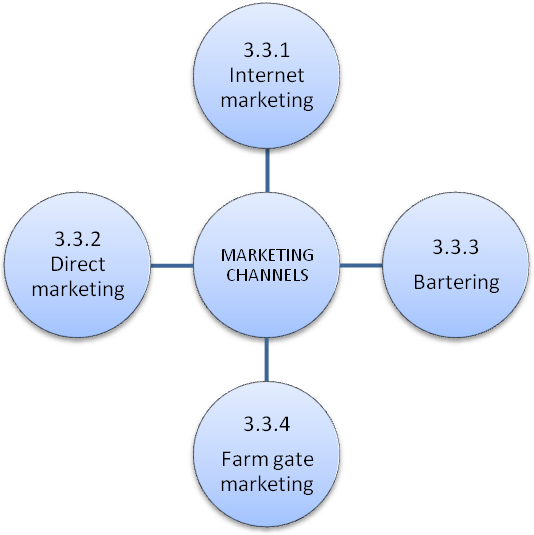 3.3.1
Internet
marketing
3.3.2
Direct
marketing
MARKETING
CHANNELS
3.3.3
Bartering
3.3.4
Farm gate
marketing